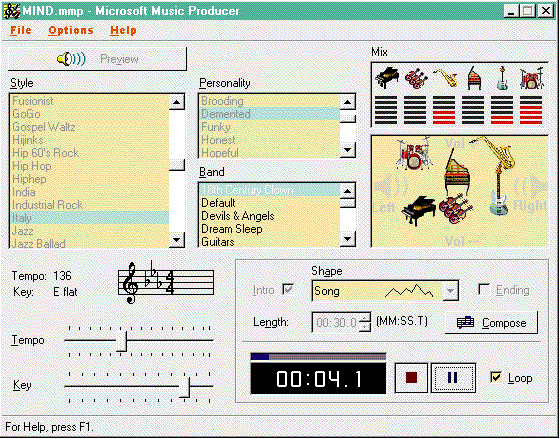 MIND.mmp - Microsoft Music Producer
File Options Help
Preview
Mix
Style
Fusionist
GoGo
Gospel Waltz
Hijinks
Hip 60's Rock
Hip Hop
Hiphep
India
Industrial Rock
Italy
Jazz
Jazz Ballad
Personality
Brooding
Demented
Funky
Honest
Hopeful
Band
16th Century Clown
Default
Devils & Angels
Dream Sleep
Guitars
Vol +
Left
Right
Vol —
Tempo: 136
Key: E flat
4
4
Tempo
Key
Shape
Intro
Song
Ending
Length: 00:30.0 (MM:SS.T)
Compose
00:04.1
Loop
For Help, press F1.